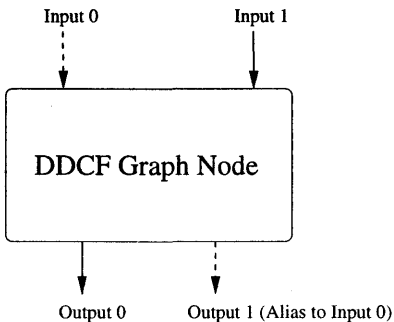 Input 0
Input 1
DDCF Graph Node
Output 0
Output 1 (Alias to Input 0)